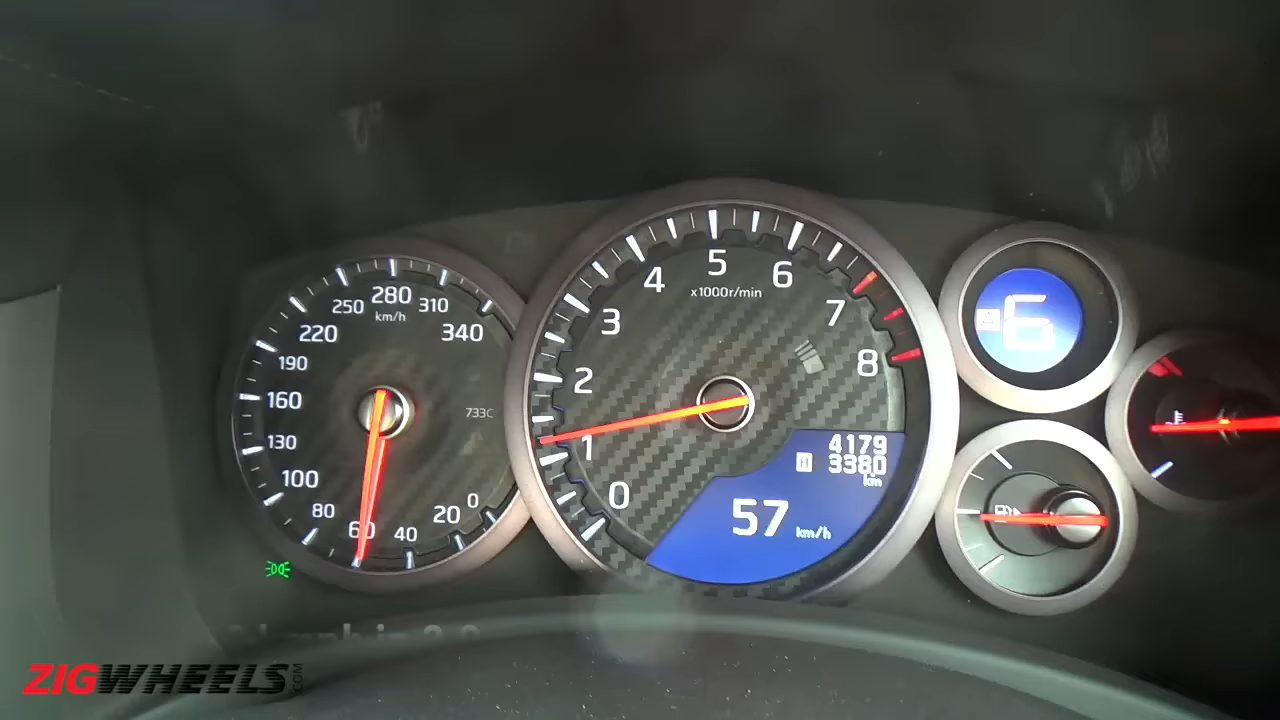 250 280 310
km/h
220 340
190
160
733C
130
100
80 60 40 20 0
4 5 6
x1000r/min
3 7
2 8
1
0
4179
3380
km
57 km/h
6
ZIGWHEELS
.COM